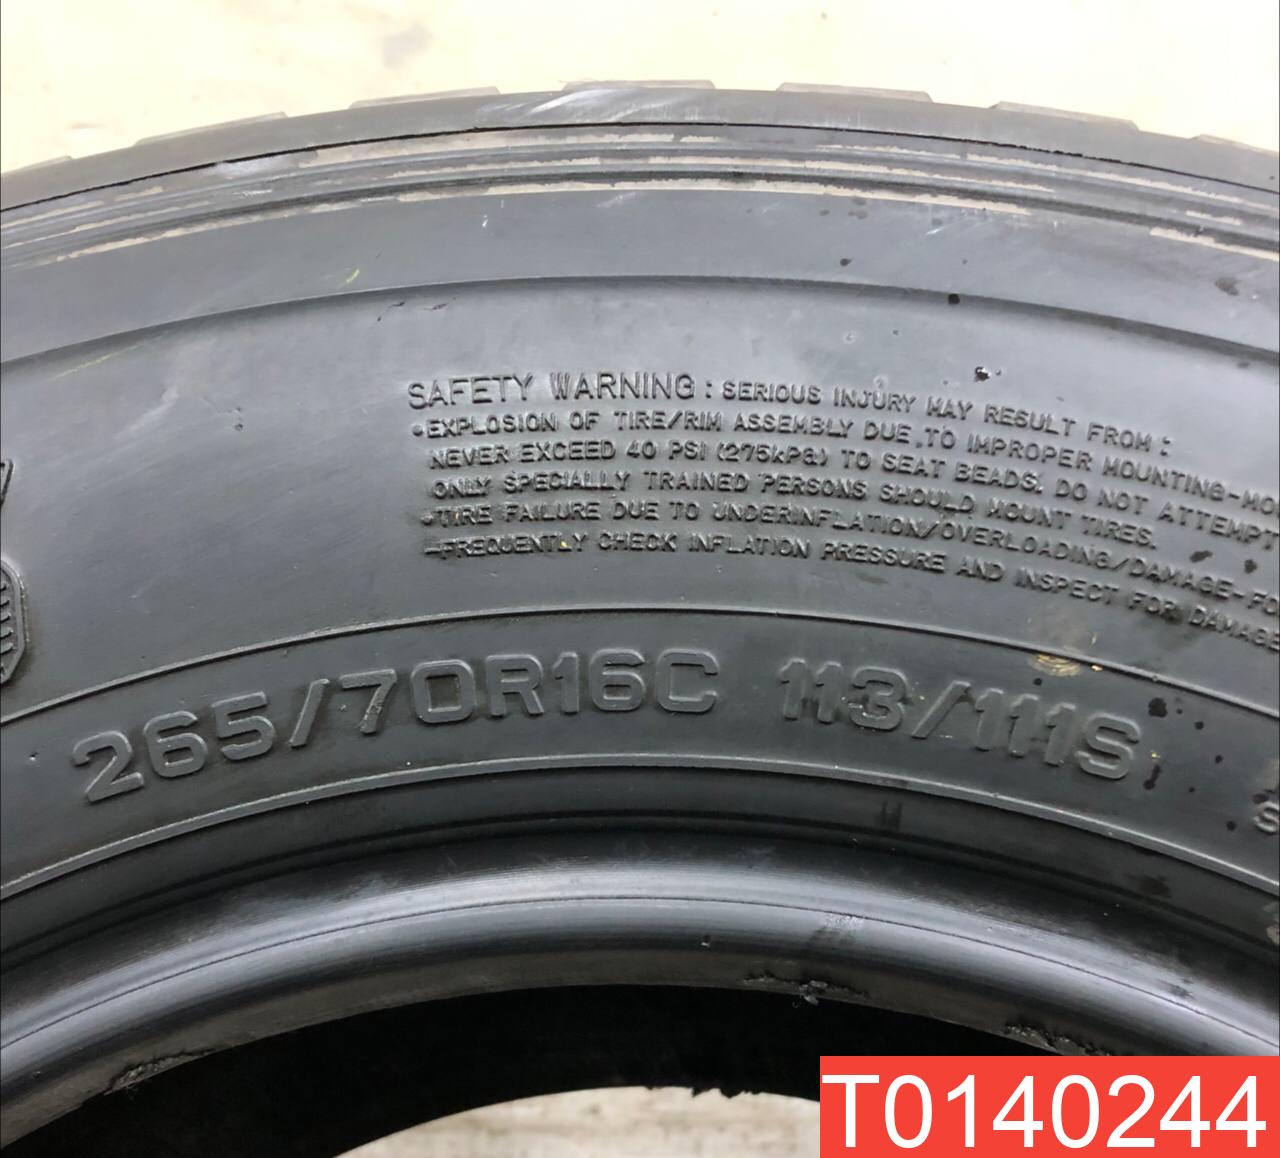 SAFETY WARNING: SERIOUS INJURY MAY RESULT FROM:
•EXPLOSION OF TIRE/RIM ASSEMBLY DUE TO IMPROPER MOUNTING-MO
NEVER EXCEED 40 PSI (275kPa) TO SEAT BEADS. DO NOT ATTEMPT
ONLY SPECIALLY TRAINED PERSONS SHOULD MOUNT TIRES.
•TIRE FAILURE DUE TO UNDERINFLATION/OVERLOADING/DAMAGE-FO
-FREQUENTLY CHECK INFLATION PRESSURE AND INSPECT FOR DAMAGE
265/70R16C 113/111S
S
T0140244